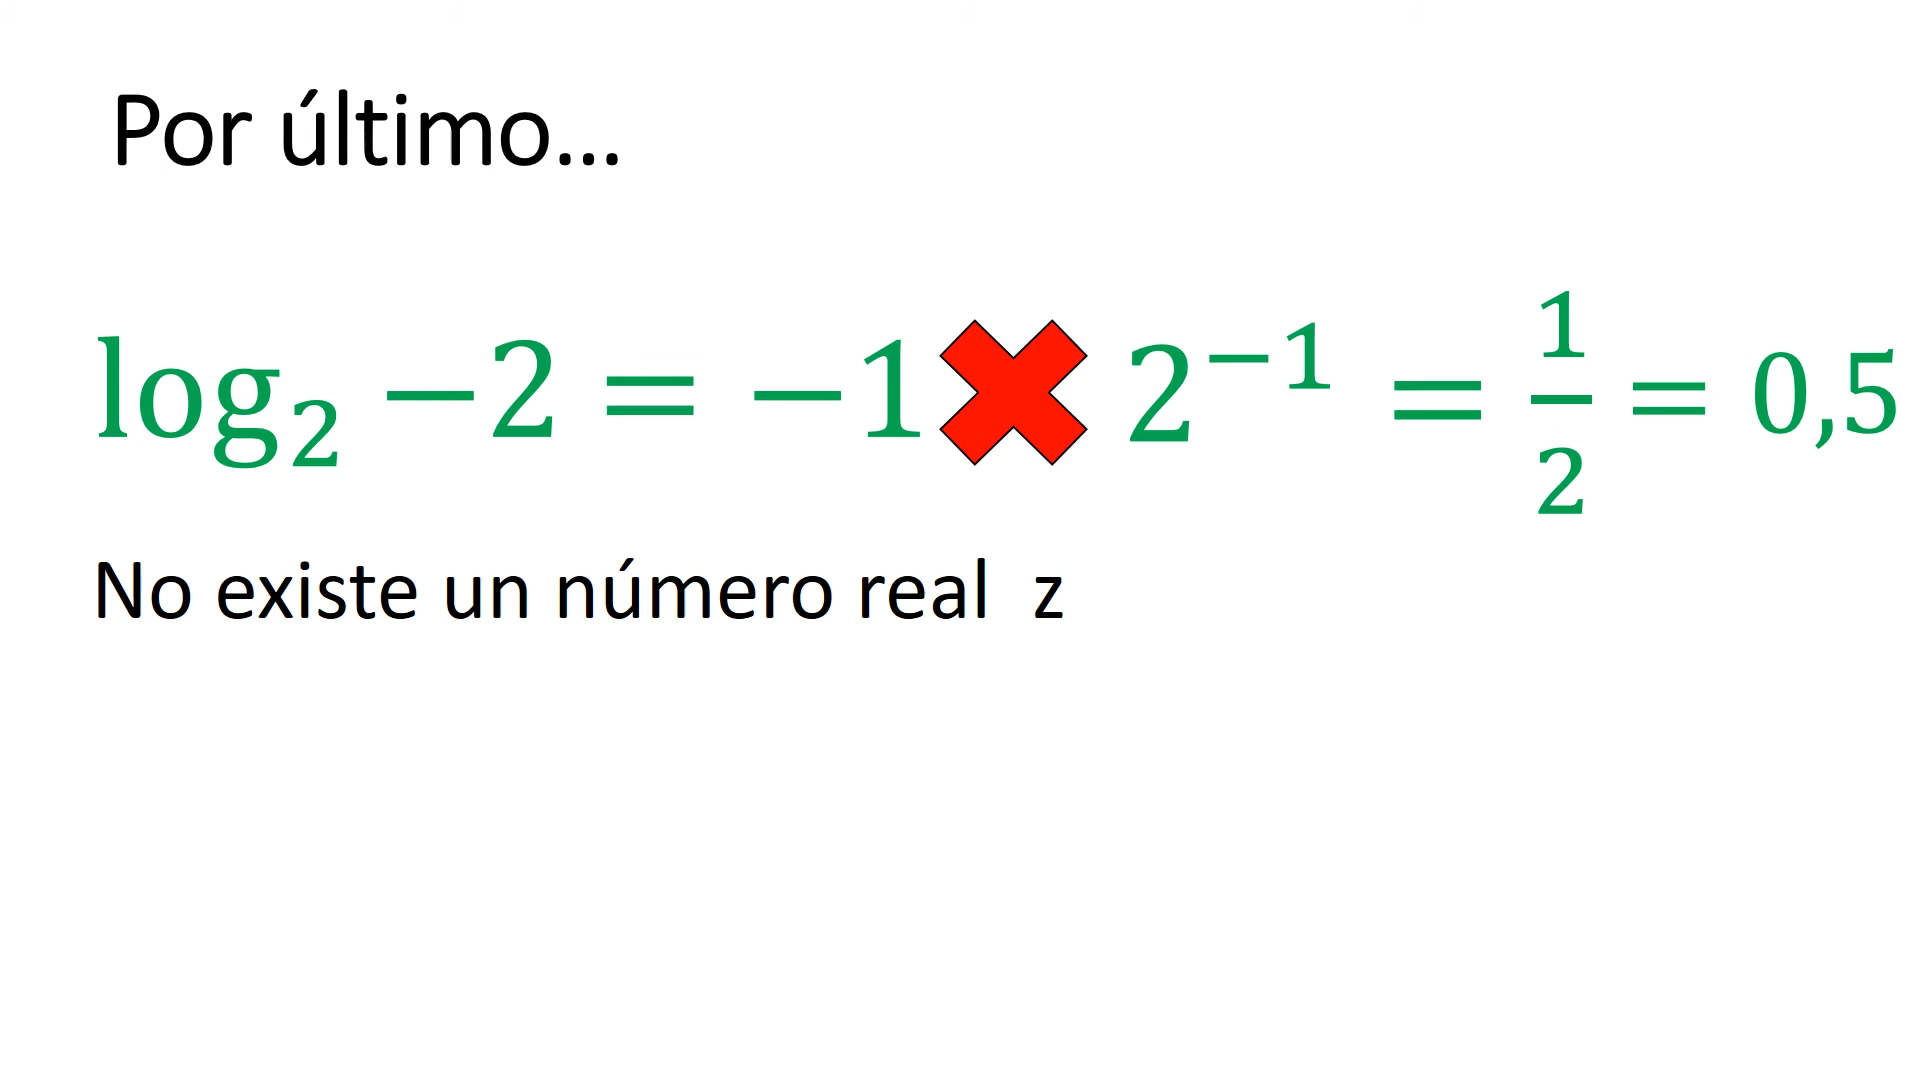 Por último...
log₂ −2 = −1 2⁻¹ = 1/2 = 0,5
No existe un número real z